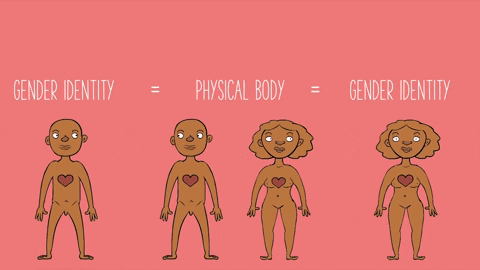 GENDER IDENTITY = PHYSICAL BODY = GENDER IDENTITY